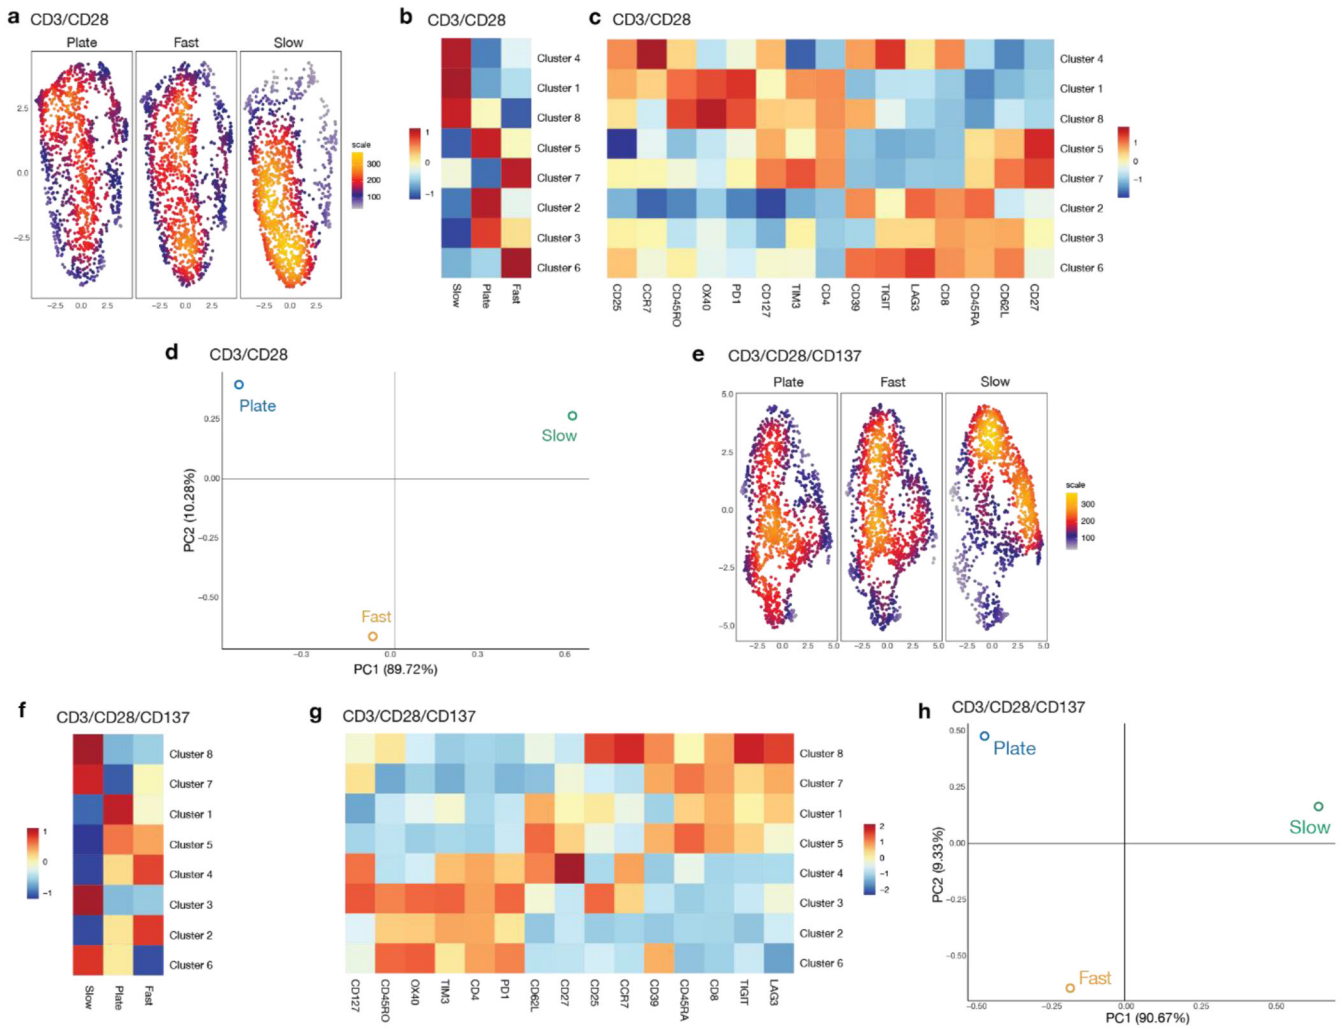 a CD3/CD28
Plate Fast Slow
2.5
0.0
−2.5
−2.5 0.0 2.5 −2.5 0.0 2.5 −2.5 0.0 2.5
scale
300
200
100
b CD3/CD28
1
0
−1
Cluster 4
Cluster 1
Cluster 8
Cluster 5
Cluster 7
Cluster 2
Cluster 3
Cluster 6
Slow Plate Fast
c CD3/CD28
Cluster 4
Cluster 1
Cluster 8
Cluster 5
Cluster 7
Cluster 2
Cluster 3
Cluster 6
1
0
−1
CD25 CCR7 CD45RO OX40 PD1 CD127 TIM3 CD4 CD39 TIGIT LAG3 CD8 CD45RA CD62L CD27
d CD3/CD28
Plate
Slow
Fast
0.25
0.00
−0.25
−0.50
PC2 (10.28%)
−0.3 0.0 0.3 0.6
PC1 (89.72%)
e CD3/CD28/CD137
Plate Fast Slow
5.0
2.5
0.0
−2.5
−5.0
−2.5 0.0 2.5 5.0 −2.5 0.0 2.5 5.0 −2.5 0.0 2.5 5.0
scale
300
200
100
f CD3/CD28/CD137
1
0
−1
Cluster 8
Cluster 7
Cluster 1
Cluster 5
Cluster 4
Cluster 3
Cluster 2
Cluster 6
Slow Plate Fast
g CD3/CD28/CD137
Cluster 8
Cluster 7
Cluster 1
Cluster 5
Cluster 4
Cluster 3
Cluster 2
Cluster 6
2
1
0
−1
−2
CD127 CD45RO OX40 TIM3 CD4 PD1 CD62L CD27 CD25 CCR7 CD39 CD45RA CD8 TIGIT LAG3
h CD3/CD28/CD137
Plate
Slow
Fast
0.50
0.25
0.00
−0.25
−0.50
PC2 (9.33%)
−0.50 −0.25 0.00 0.25 0.50
PC1 (90.67%)